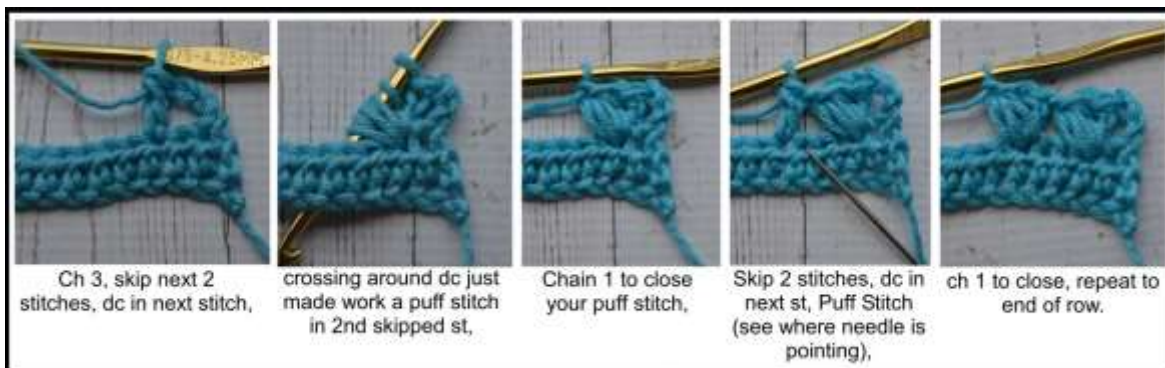 Ch 3, skip next 2
stitches, dc in next stitch,
crossing around dc just
made work a puff stitch
in 2nd skipped st,
Chain 1 to close
your puff stitch,
Skip 2 stitches, dc in
next st, Puff Stitch
(see where needle is
pointing),
ch 1 to close, repeat to
end of row.